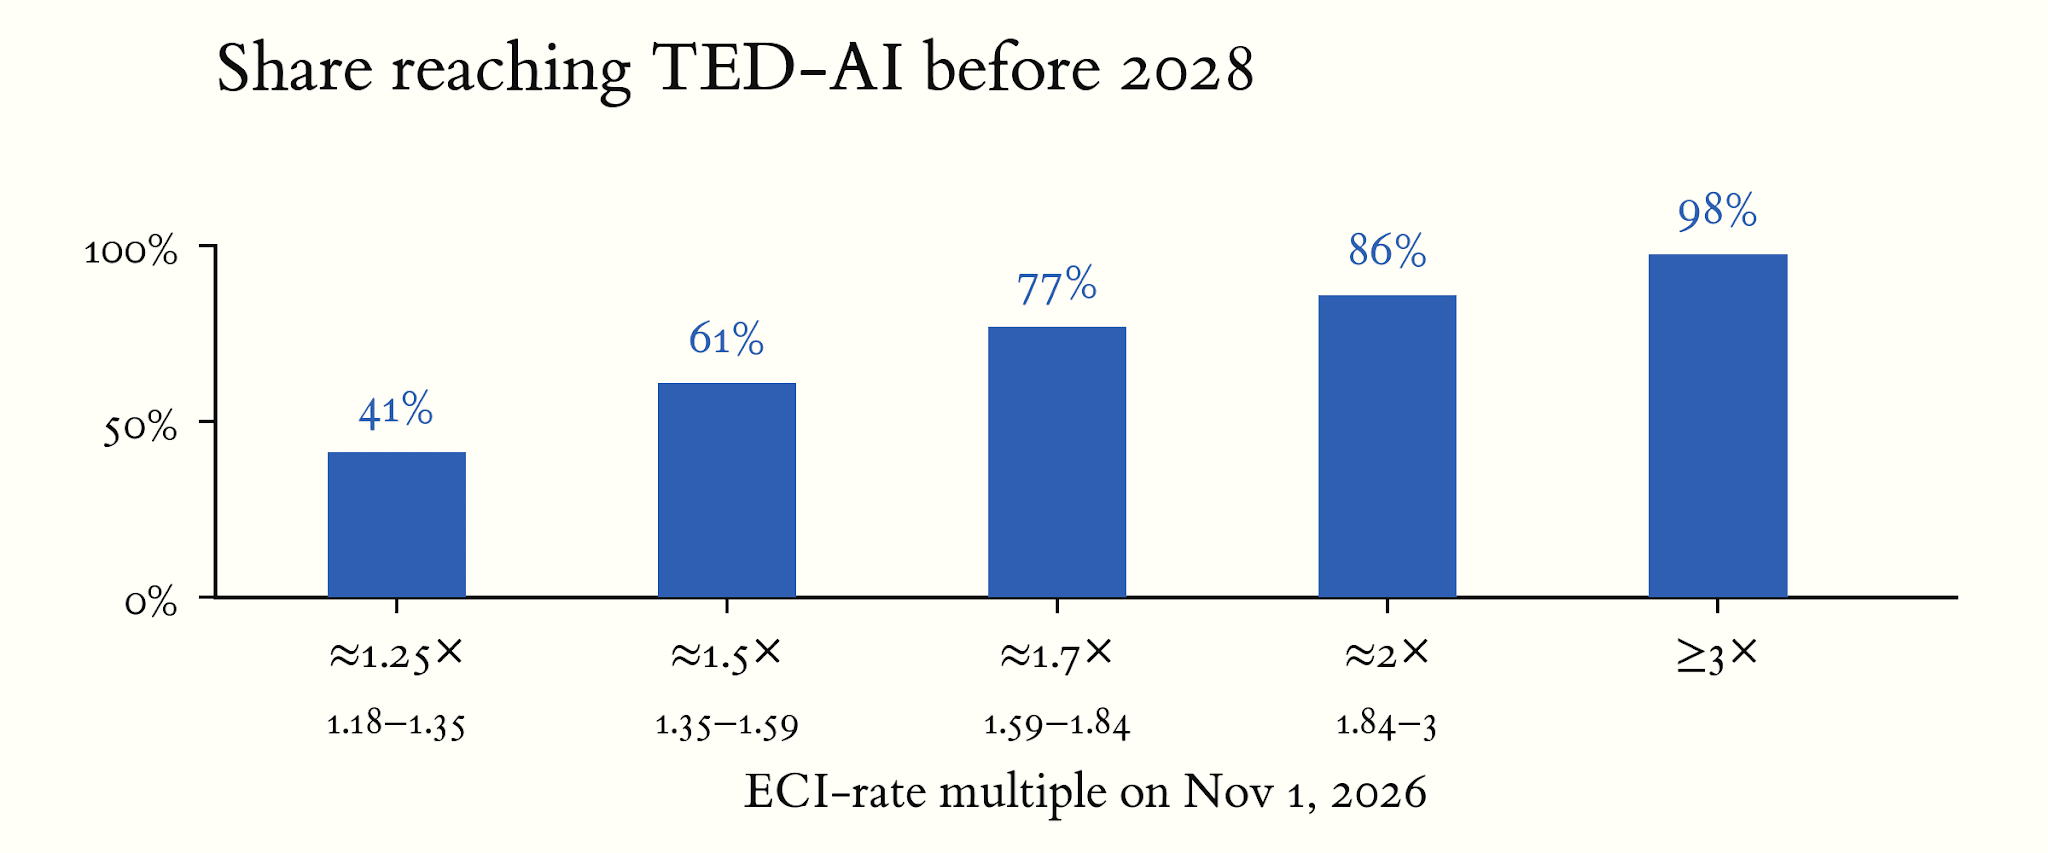 Share reaching TED-AI before 2028
98%
86%
100%
77%
61%
41%
50%
0%
≈1.25× ≈1.5× ≈1.7× ≈2× ≥3×
1.18–1.35 1.35–1.59 1.59–1.84 1.84–3
ECI-rate multiple on Nov 1, 2026